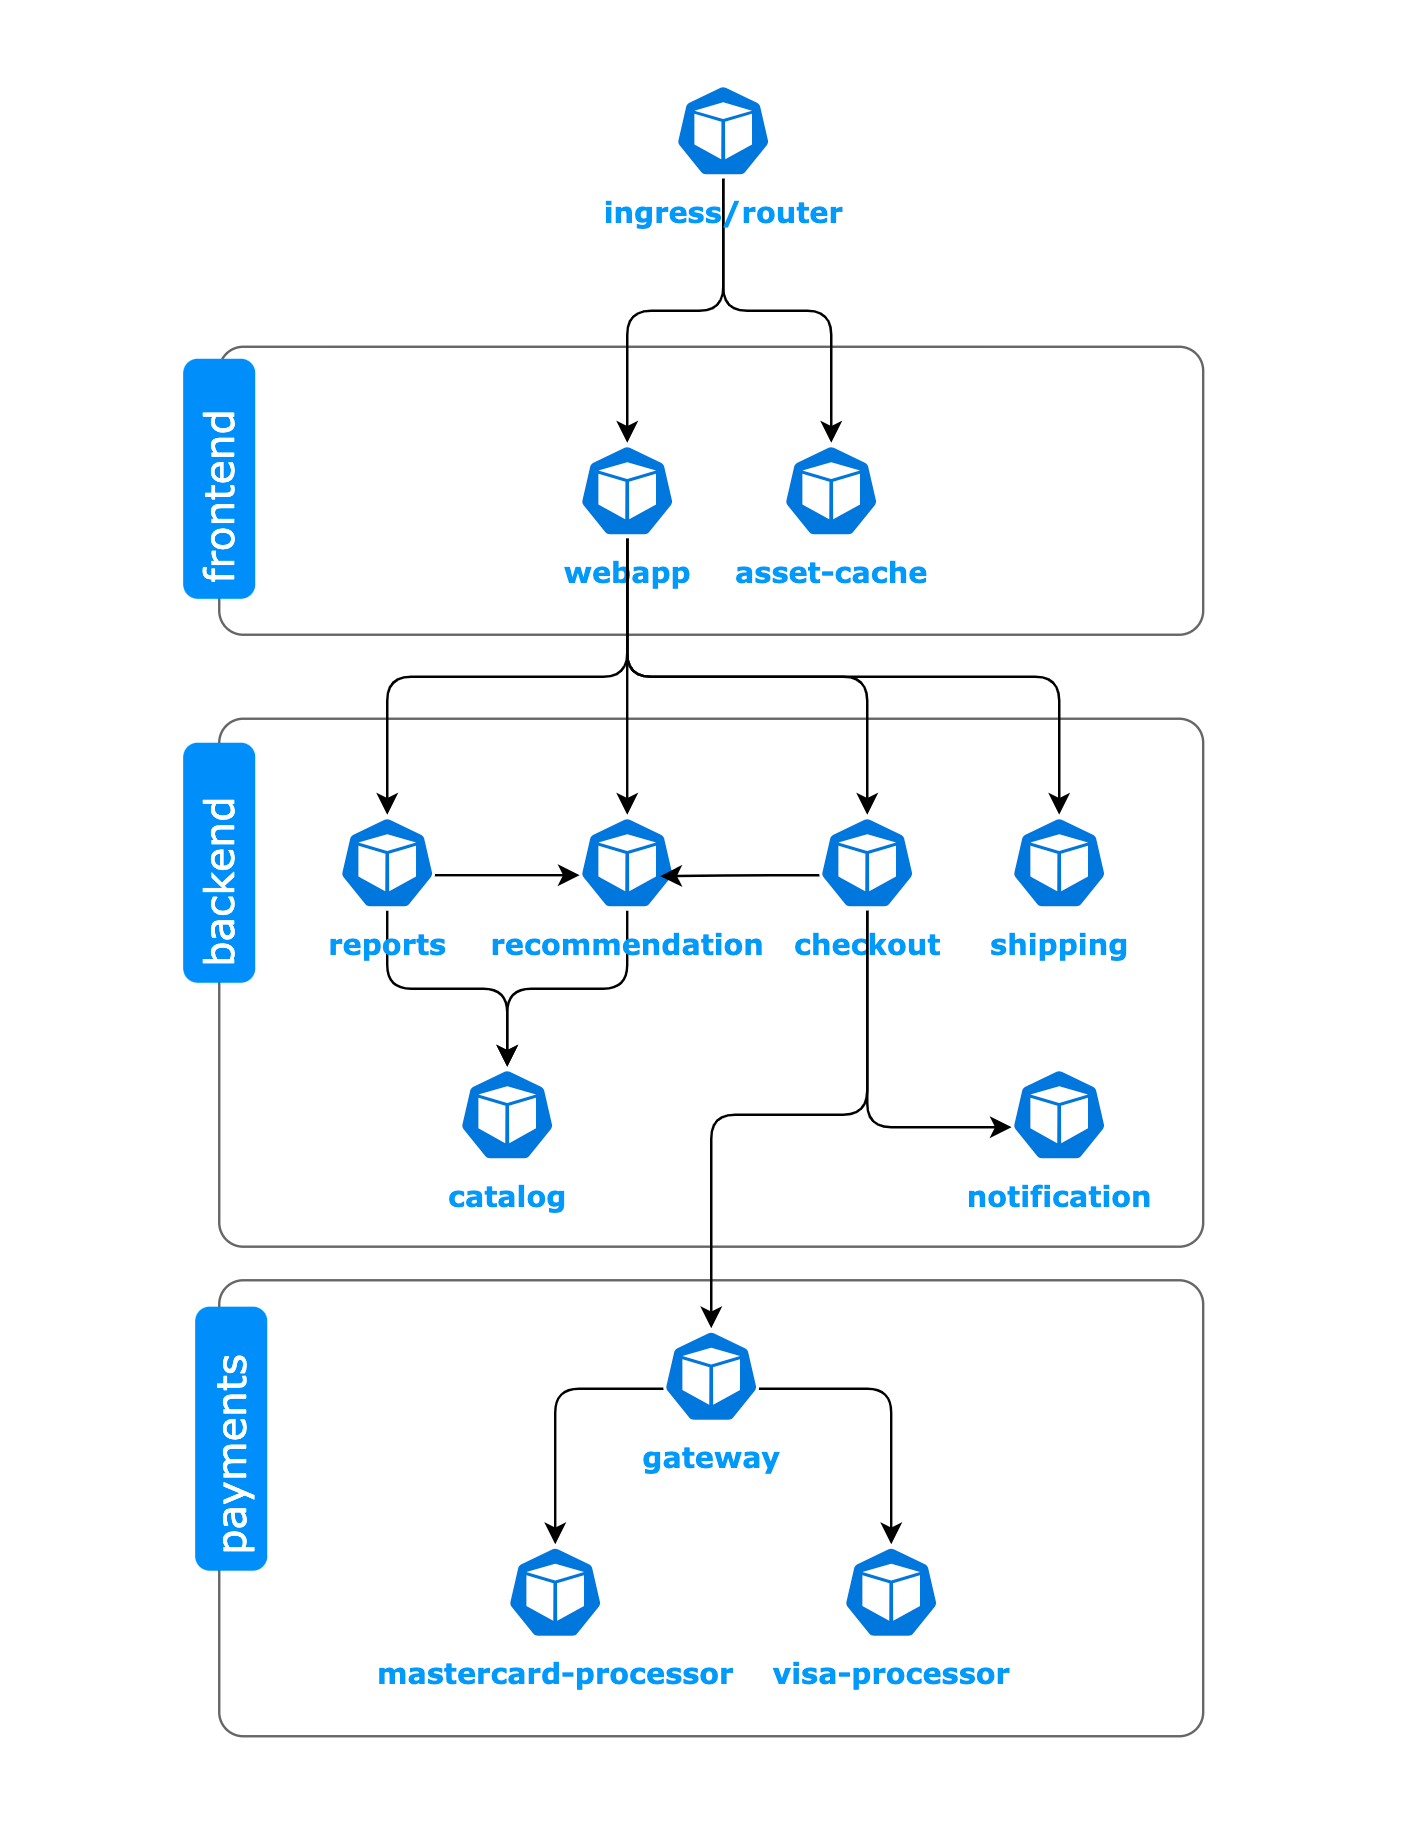 ingress/router
frontend
webapp
asset-cache
backend
reports
recommendation
checkout
shipping
catalog
notification
payments
gateway
mastercard-processor
visa-processor